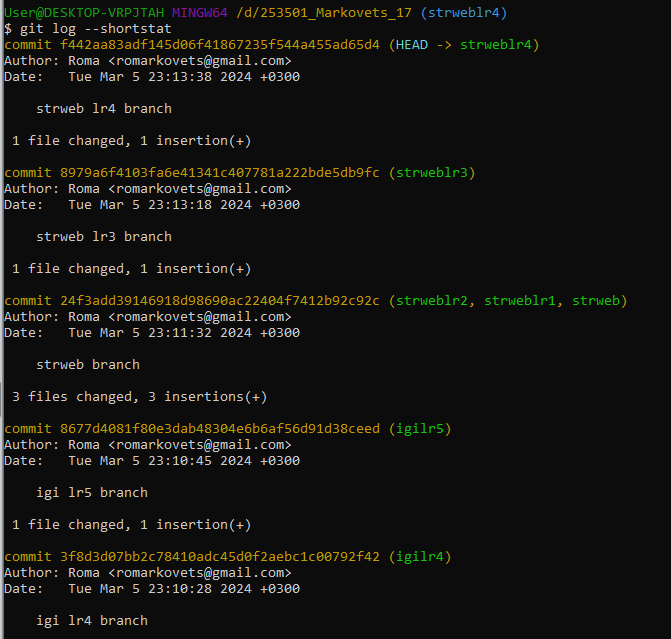 User@DESKTOP-VRPJTAH MINGW64 /d/253501_Markovets_17 (strweblr4)
$ git log --shortstat
commit f442aa83adf145d06f41867235f544a455ad65d4 (HEAD -> strweblr4)
Author: Roma <romarkovets@gmail.com>
Date:   Tue Mar 5 23:13:38 2024 +0300
strweb lr4 branch
1 file changed, 1 insertion(+)
commit 8979a6f4103fa6e41341c407781a222bde5db9fc (strweblr3)
Author: Roma <romarkovets@gmail.com>
Date:   Tue Mar 5 23:13:18 2024 +0300
strweb lr3 branch
1 file changed, 1 insertion(+)
commit 24f3add39146918d98690ac22404f7412b92c92c (strweblr2, strweblr1, strweb)
Author: Roma <romarkovets@gmail.com>
Date:   Tue Mar 5 23:11:32 2024 +0300
strweb branch
3 files changed, 3 insertions(+)
commit 8677d4081f80e3dab48304e6b6af56d91d38ceed (igilr5)
Author: Roma <romarkovets@gmail.com>
Date:   Tue Mar 5 23:10:45 2024 +0300
igi lr5 branch
1 file changed, 1 insertion(+)
commit 3f8d3d07bb2c78410adc45d0f2aebc1c00792f42 (igilr4)
Author: Roma <romarkovets@gmail.com>
Date:   Tue Mar 5 23:10:28 2024 +0300
igi lr4 branch